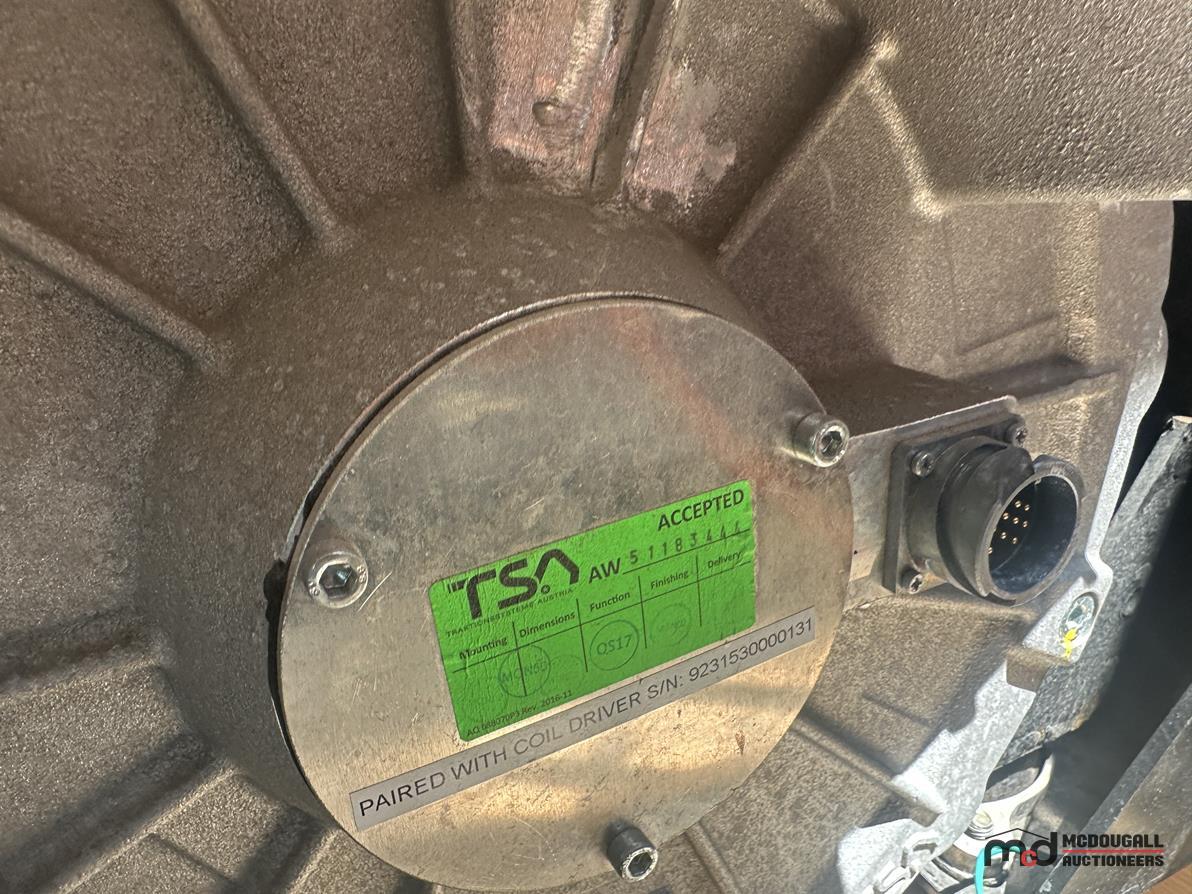 ACCEPTED
TSA
TRAKTIONSSYSTEME AUSTRIA
AW 51183444
Mounting Dimensions Function Finishing Delivery
QS17
Rev. 2016-11
PAIRED WITH COIL DRIVER S/N: 9231530000131
mcd MCDOUGALL
AUCTIONEERS